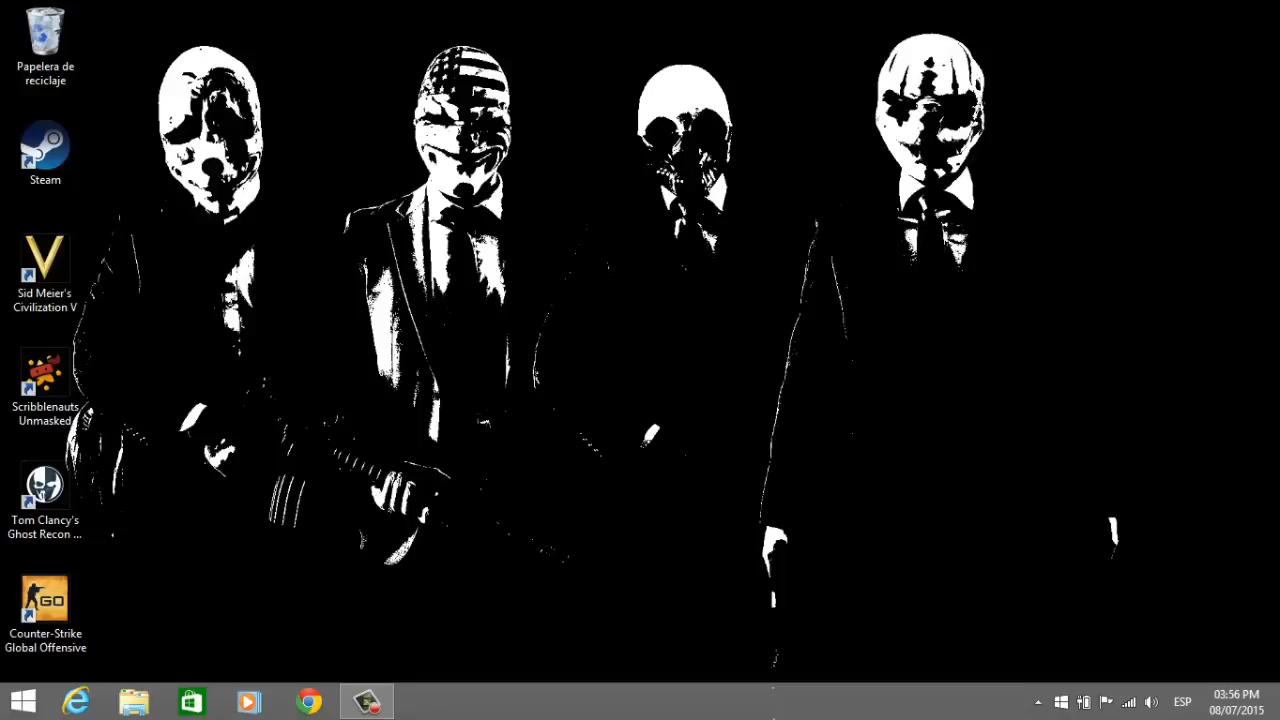 Papelera de
reciclaje
Steam
Sid Meier's
Civilization V
Scribblenauts
Unmasked
Tom Clancy's
Ghost Recon ...
GO
Counter-Strike
Global Offensive
ESP
03:56 PM
08/07/2015